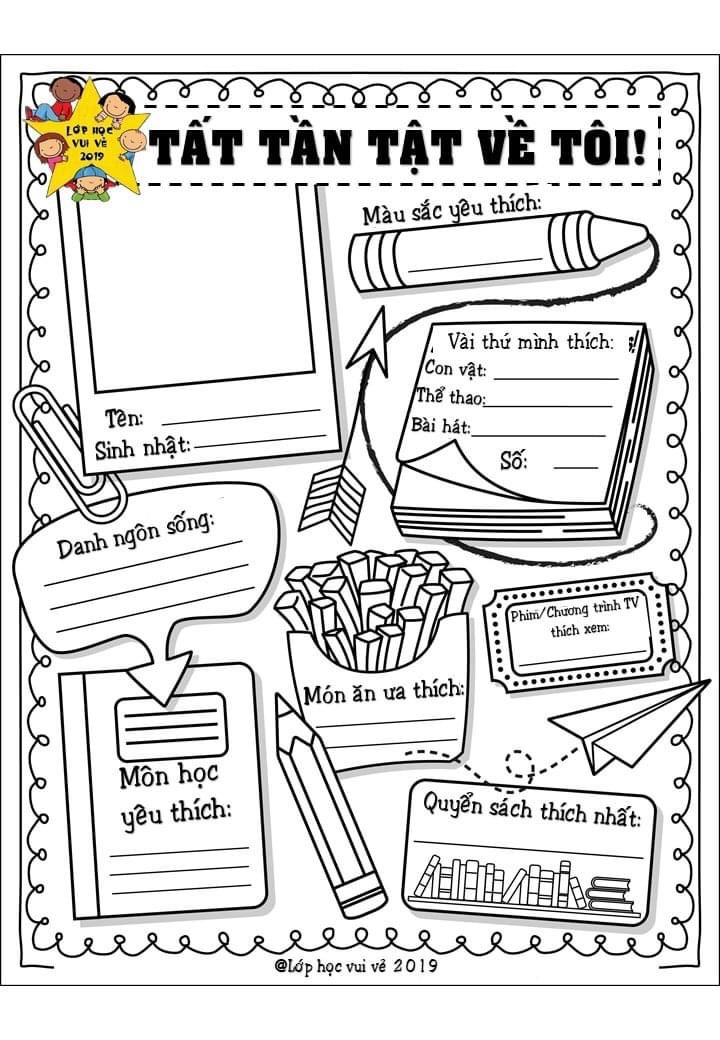 LỚP HỌC
VUI VẺ
2019
TẤT TẦN TẬT VỀ TÔI!
Màu sắc yêu thích:
Vài thứ mình thích:
Con vật:
Thể thao:
Bài hát:
Số:
Tên:
Sinh nhật:
Danh ngôn sống:
Phim/Chương trình TV
thích xem:
Món ăn ưa thích:
Môn học
yêu thích:
Quyển sách thích nhất:
@Lớp học vui vẻ 2019